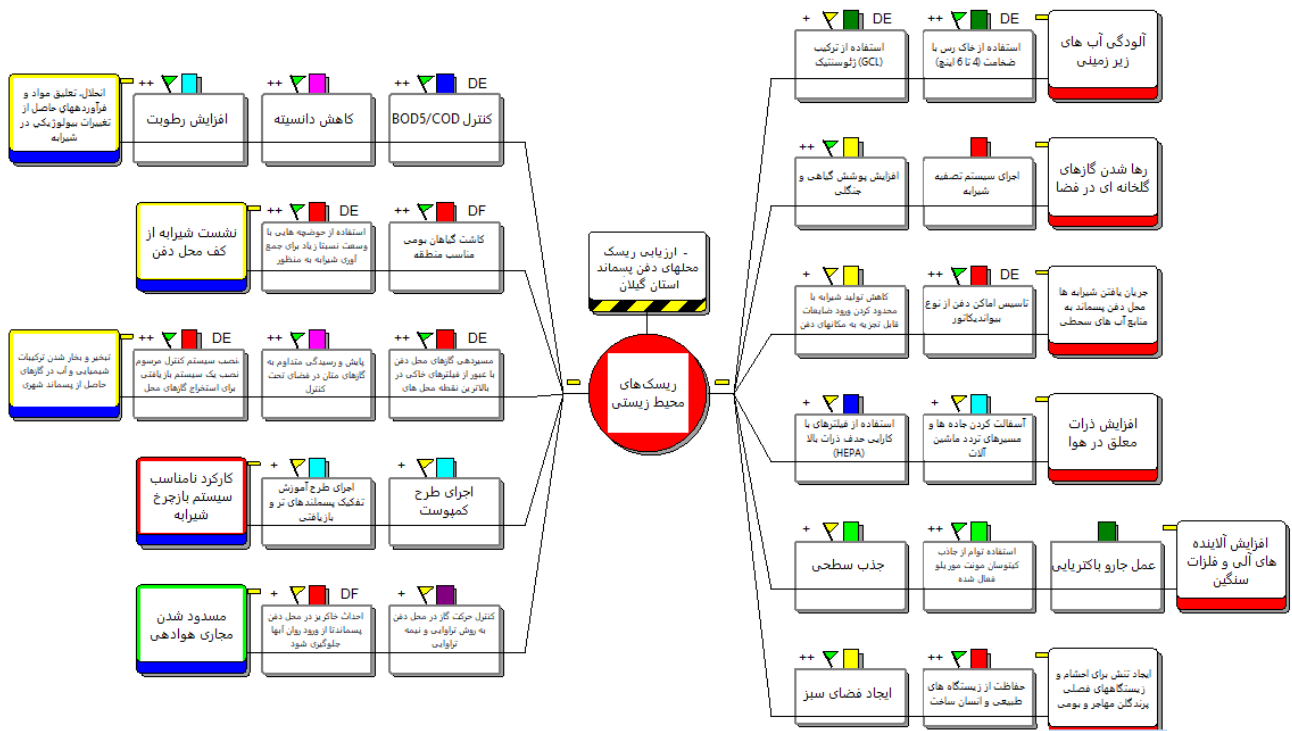 - ارزیابی ریسک
محلهای دفن پسماند
استان گیلان
ریسک‌های
محیط زیستی
+ DE
استفاده از ترکیب
ژئوسنتیک (GCL)
++ DE
استفاده از خاک رس با
ضخامت (4 تا 6 اینچ)
آلودگی آب های
زیر زمینی
++
افزایش پوشش گیاهی و
جنگلی
اجرای سیستم تصفیه
شیرابه
رها شدن گازهای
گلخانه ای در فضا
+
کاهش تولید شیرابه با
محدود کردن ورود ضایعات
قابل تجزیه به مکانهای دفن
++ DE
تاسیس اماکن دفن از نوع
بیواندیکاتور
جریان یافتن شیرابه ها
محل دفن پسماند به
منابع آب های سطحی
+
استفاده از فیلترهای با
کارایی حذف ذرات بالا
(HEPA)
+
آسفالت کردن جاده ها و
مسیرهای تردد ماشین
آلات
افزایش ذرات
معلق در هوا
+
جذب سطحی
++
استفاده توام از جاذب
کیتوسان مونت موریلو
فعال شده
عمل جارو باکتریایی
افزایش آلاینده
های آلی و فلزات
سنگین
++
ایجاد فضای سبز
++
حفاظت از زیستگاه های
طبیعی و انسان ساخت
ایجاد تنش برای احشام و
زیستگاههای فصلی
پرندگان مهاجر و بومی
انحلال، تعلیق مواد و
فرآوردههاي حاصل از
تغییرات بیولوژیکی در
شیرابه
++
افزایش رطوبت
++
کاهش دانسیته
++ DE
کنترل BOD5/COD
نشست شیرابه از
کف محل دفن
++ DE
استفاده از حوضچه هایی با
وسعت نسبتا زیاد برای جمع
آوری شیرابه به منظور
++ DF
کاشت گیاهان بومی
مناسب منطقه
تبخیر و بخار شدن ترکیبات
شیمیایی و آب در گازهای
حاصل از پسماند شهری
++ DE
نصب سیستم کنترل مرسوم.
نصب یک سیستم بازیافتی
برای استخراج گازهای محل
++
پایش و رسیدگی متداوم به
گازهای متان در فضای تحت
کنترل
++ DE
مسیردهی گازهای محل دفن
با عبور از فیلترهای خاکی در
بالاترین نقطه محل های
کارکرد نامناسب
سیستم بازچرخ
شیرابه
+
اجرای طرح آموزش
تفکیک پسماندهای تر و
بازیافتی
+
اجرای طرح
کمپوست
مسدود شدن
مجاری هوادهی
+ DF
احداث خاکریز در محل دفن
پسماندتا از ورود روان آبها
جلوگیری شود
+
کنترل حرکت گاز در محل دفن
به روش تراوایی و نیمه
تراوایی